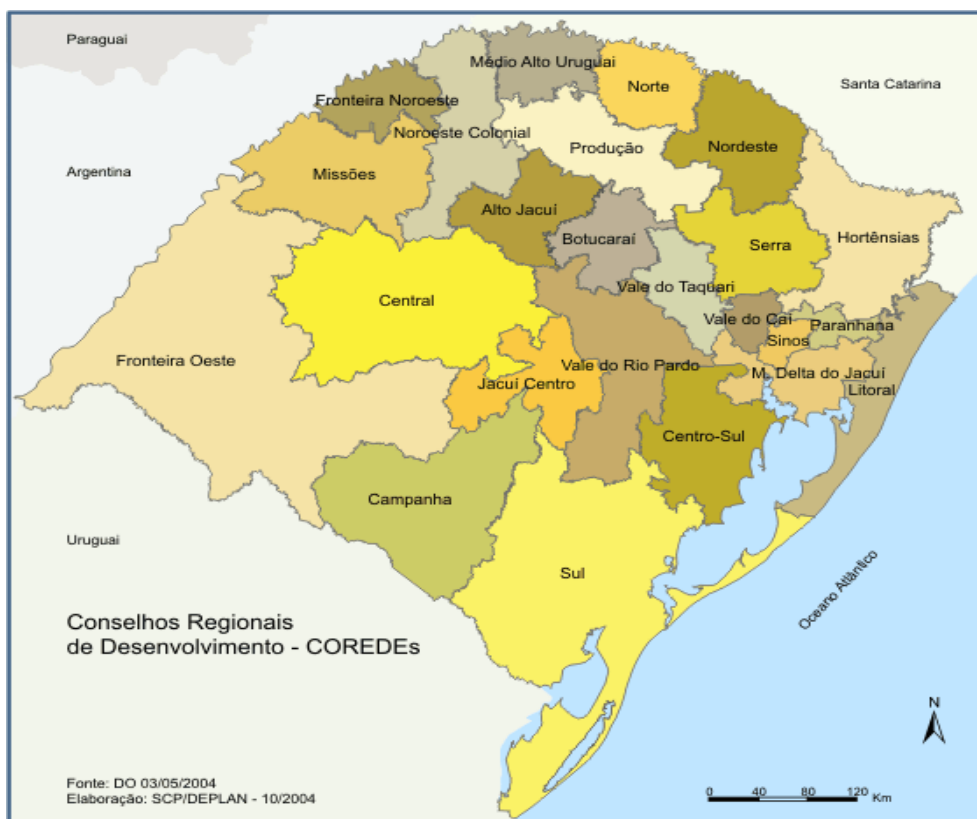 Paraguai
Médio Alto Uruguai
Santa Catarina
Norte
Fronteira Noroeste
Noroeste Colonial
Produção
Nordeste
Argentina
Missões
Alto Jacuí
Botucaraí
Serra
Hortênsias
Vale do Taquari
Central
Vale do Caí
Paranhana
Sinos
Fronteira Oeste
Vale do Rio Pardo
M. Delta do Jacuí
Jacuí Centro
Litoral
Centro-Sul
Campanha
Uruguai
Sul
Oceano Atlântico
Conselhos Regionais
de Desenvolvimento - COREDEs
N
Fonte: DO 03/05/2004
Elaboração: SCP/DEPLAN - 10/2004
0 40 80 120
Km